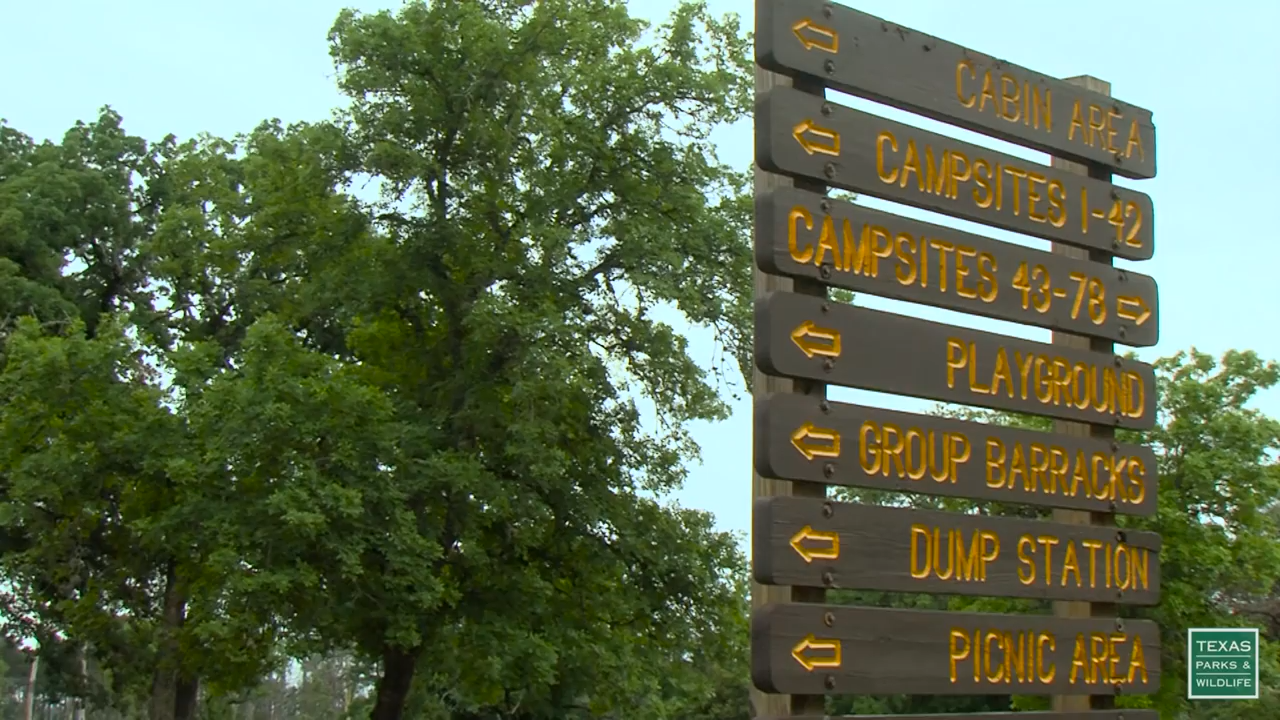 CABIN AREA
CAMPSITES 1-42
CAMPSITES 43-78
PLAYGROUND
GROUP BARRACKS
DUMP STATION
PICNIC AREA
TEXAS
PARKS &
WILDLIFE